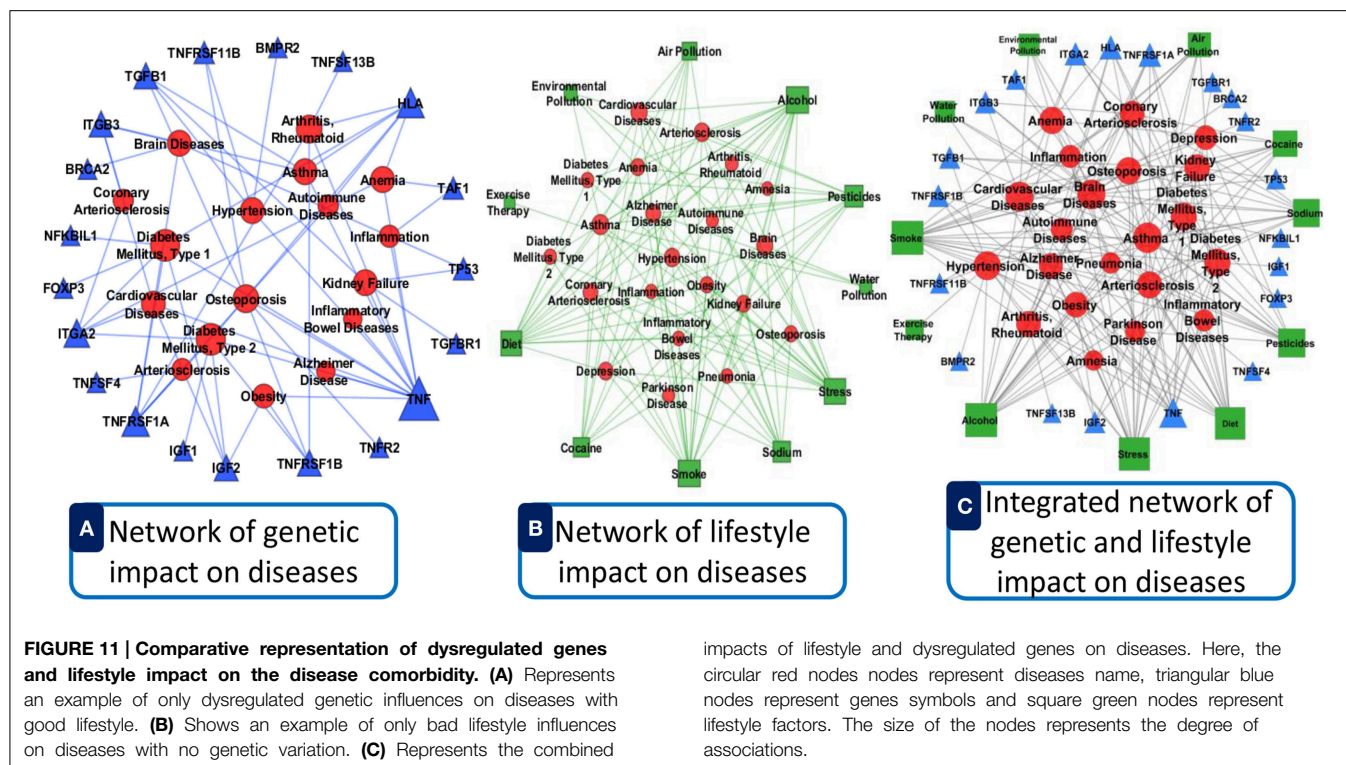 TNFRSF11B
BMPR2
TNFSF13B
TGFB1
HLA
ITGB3
Brain Diseases
Arthritis,
Rheumatoid
BRCA2
Asthma
Anemia
TAF1
Coronary
Arteriosclerosis
Hypertension
Autoimmune
Diseases
NFKBIL1
Diabetes
Mellitus, Type 1
Inflammation
TP53
FOXP3
Kidney Failure
Cardiovascular
Diseases
Osteoporosis
ITGA2
Inflammatory
Bowel Diseases
TGFBR1
Diabetes
Mellitus, Type 2
TNFSF4
Arteriosclerosis
Alzheimer
Disease
Obesity
TNF
TNFRSF1A
IGF1
IGF2
TNFRSF1B
TNFR2
A
Network of genetic
impact on diseases
Air Pollution
Environmental
Pollution
Alcohol
Cardiovascular
Diseases
Arteriosclerosis
Diabetes
Mellitus, Type
1
Anemia
Arthritis,
Rheumatoid
Amnesia
Pesticides
Exercise
Therapy
Asthma
Alzheimer
Disease
Autoimmune
Diseases
Diabetes
Mellitus, Type
2
Hypertension
Brain
Diseases
Coronary
Arteriosclerosis
Inflammation
Obesity
Kidney Failure
Water
Pollution
Diet
Inflammatory
Bowel
Diseases
Osteoporosis
Depression
Parkinson
Disease
Pneumonia
Stress
Cocaine
Smoke
Sodium
B
Network of lifestyle
impact on diseases
Environmental
Pollution
ITGA2
HLA
TNFRSF1A
Air
Pollution
TAF1
TGFBR1
ITGB3
BRCA2
Water
Pollution
Anemia
Coronary
Arteriosclerosis
Depression
TNFR2
Cocaine
TGFB1
Inflammation
Osteoporosis
Kidney
Failure
TP53
TNFRSF1B
Cardiovascular
Diseases
Brain
Diseases
Diabetes
Mellitus,
Type
1
Sodium
Smoke
Autoimmune
Diseases
Asthma
Diabetes
Mellitus,
Type 2
NFKBIL1
Hypertension
Alzheimer
Disease
Pneumonia
IGF1
TNFRSF11B
Arteriosclerosis
FOXP3
Exercise
Therapy
Obesity
Inflammatory
Bowel
Diseases
Pesticides
Arthritis,
Rheumatoid
Parkinson
Disease
BMPR2
Amnesia
TNFSF4
Alcohol
TNFSF13B
IGF2
TNF
Diet
Stress
C
Integrated network of
genetic and lifestyle
impact on diseases
FIGURE 11 | Comparative representation of dysregulated genes
and lifestyle impact on the disease comorbidity. (A) Represents
an example of only dysregulated genetic influences on diseases with
good lifestyle. (B) Shows an example of only bad lifestyle influences
on diseases with no genetic variation. (C) Represents the combined
impacts of lifestyle and dysregulated genes on diseases. Here, the
circular red nodes nodes represent diseases name, triangular blue
nodes represent genes symbols and square green nodes represent
lifestyle factors. The size of the nodes represents the degree of
associations.